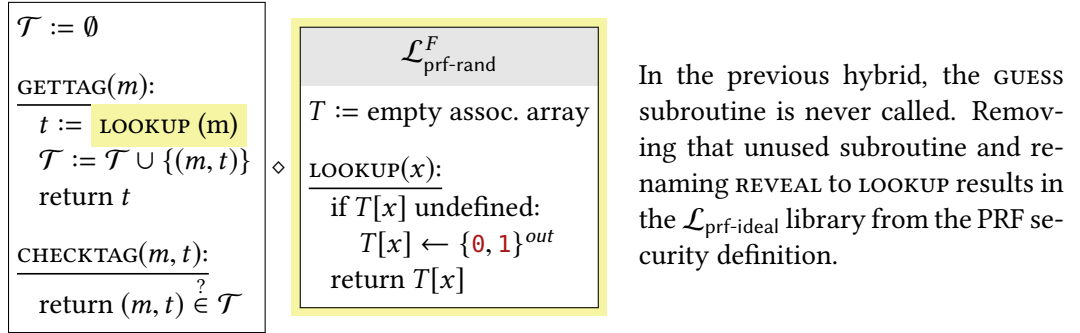 𝒯 := ∅
GETTAG(m):
t := LOOKUP (m)
𝒯 := 𝒯 ∪ {(m, t)}
return t
CHECKTAG(m, t):
return (m, t) ∈? 𝒯
⋄
ℒ^F_prf-rand
T := empty assoc. array
LOOKUP(x):
if T[x] undefined:
T[x] ← {0, 1}^out
return T[x]
In the previous hybrid, the GUESS
subroutine is never called. Remov-
ing that unused subroutine and re-
naming REVEAL to LOOKUP results in
the ℒ_prf-ideal library from the PRF se-
curity definition.